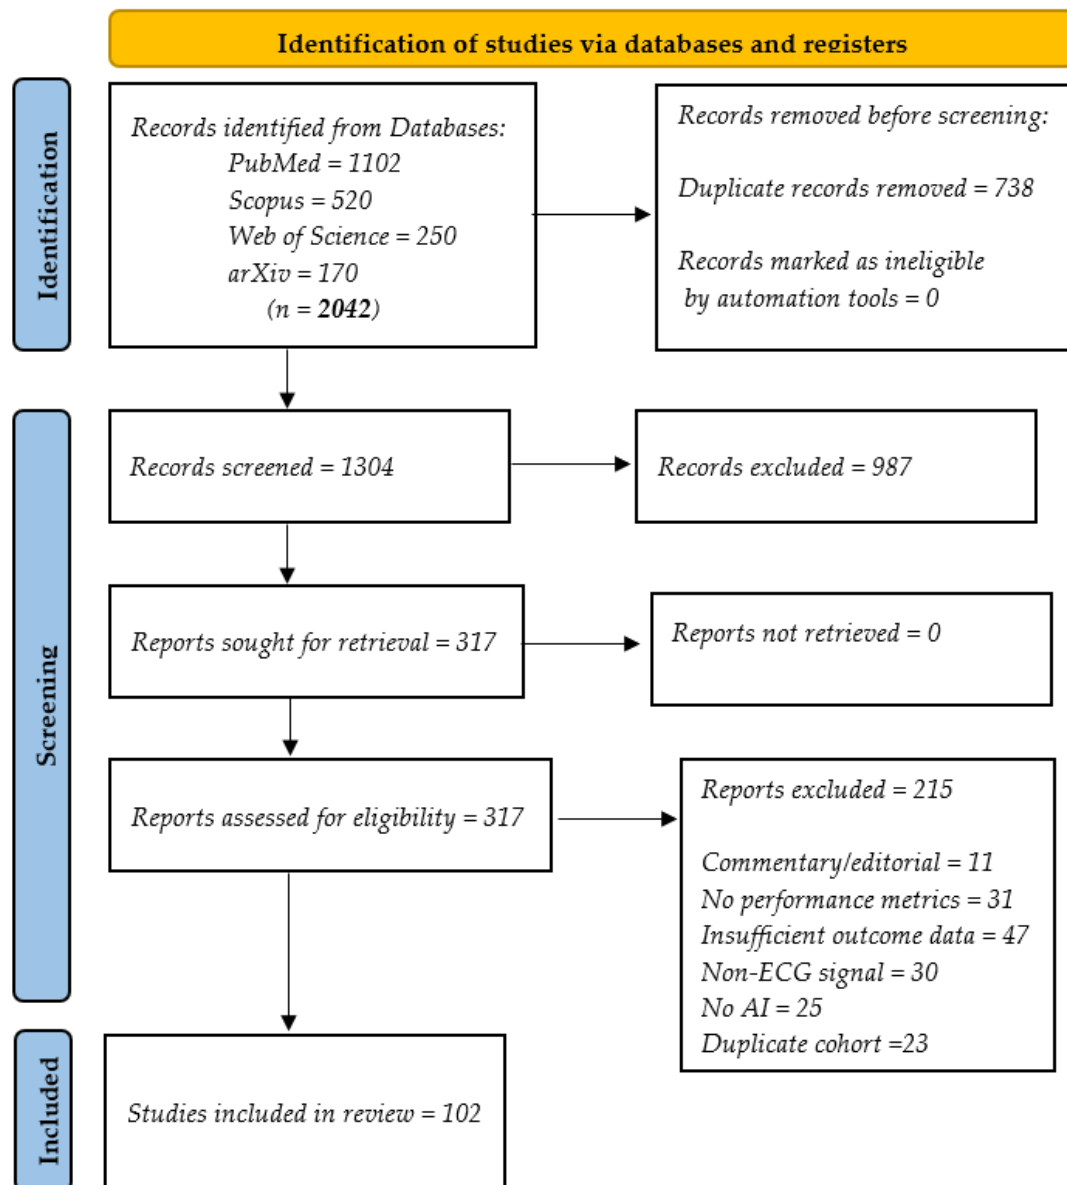 Identification of studies via databases and registers
Identification
Records identified from Databases:
PubMed = 1102
Scopus = 520
Web of Science = 250
arXiv = 170
(n = 2042)
Records removed before screening:
Duplicate records removed = 738
Records marked as ineligible
by automation tools = 0
Screening
Records screened = 1304
Records excluded = 987
Reports sought for retrieval = 317
Reports not retrieved = 0
Reports assessed for eligibility = 317
Reports excluded = 215
Commentary/editorial = 11
No performance metrics = 31
Insufficient outcome data = 47
Non-ECG signal = 30
No AI = 25
Duplicate cohort =23
Included
Studies included in review = 102